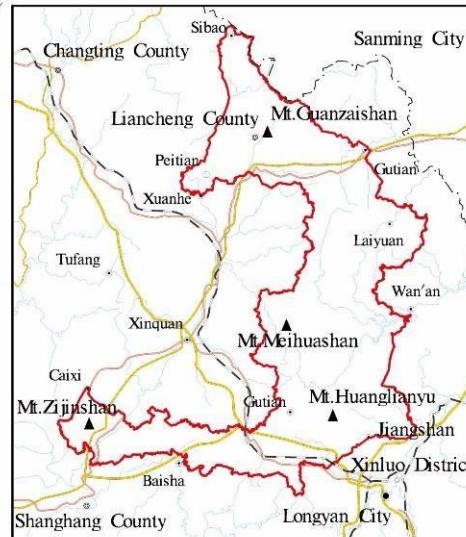 Sibao
Sanming City
Changting County
Mt.Guanzaishan
Liancheng County
Peitian
Gutian
Xuanhe
Laiyuan
Tufang
Wan'an
Xinquan
Mt.Meihuashan
Caixi
Gutian
Mt.Huanglianyu
Mt.Zijinshan
Jiangshan
Xinluo District
Baisha
Shanghang County
Longyan City